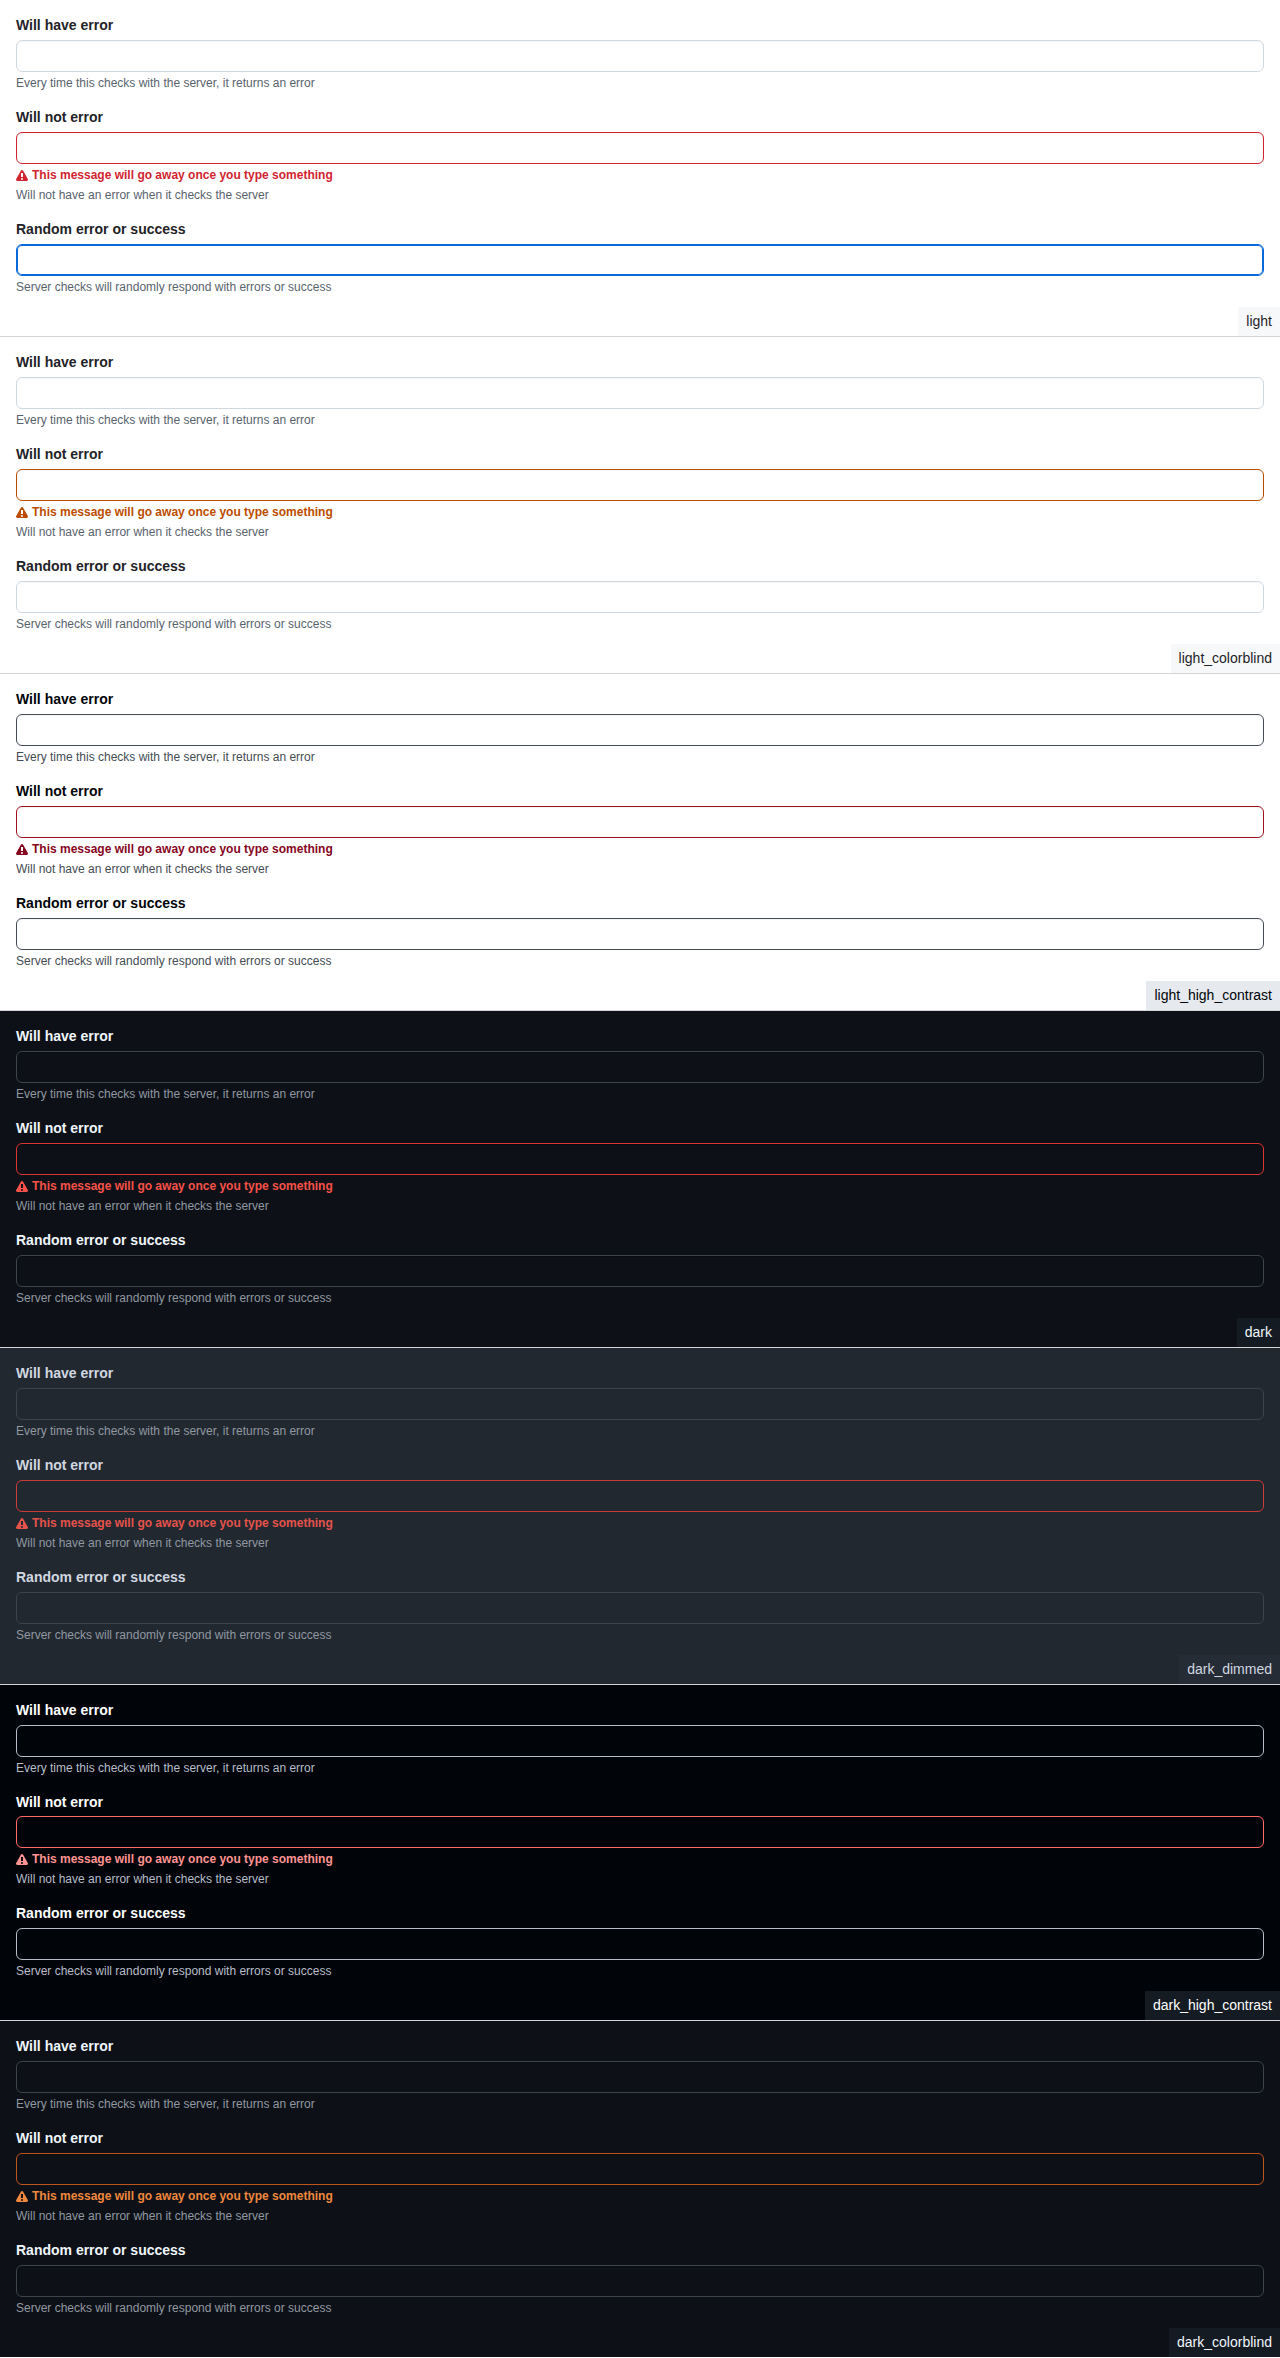 Will have error
Every time this checks with the server, it returns an error
Will not error
This message will go away once you type something
Will not have an error when it checks the server
Random error or success
Server checks will randomly respond with errors or success
light
Will have error
Every time this checks with the server, it returns an error
Will not error
This message will go away once you type something
Will not have an error when it checks the server
Random error or success
Server checks will randomly respond with errors or success
light_colorblind
Will have error
Every time this checks with the server, it returns an error
Will not error
This message will go away once you type something
Will not have an error when it checks the server
Random error or success
Server checks will randomly respond with errors or success
light_high_contrast
Will have error
Every time this checks with the server, it returns an error
Will not error
This message will go away once you type something
Will not have an error when it checks the server
Random error or success
Server checks will randomly respond with errors or success
dark
Will have error
Every time this checks with the server, it returns an error
Will not error
This message will go away once you type something
Will not have an error when it checks the server
Random error or success
Server checks will randomly respond with errors or success
dark_dimmed
Will have error
Every time this checks with the server, it returns an error
Will not error
This message will go away once you type something
Will not have an error when it checks the server
Random error or success
Server checks will randomly respond with errors or success
dark_high_contrast
Will have error
Every time this checks with the server, it returns an error
Will not error
This message will go away once you type something
Will not have an error when it checks the server
Random error or success
Server checks will randomly respond with errors or success
dark_colorblind